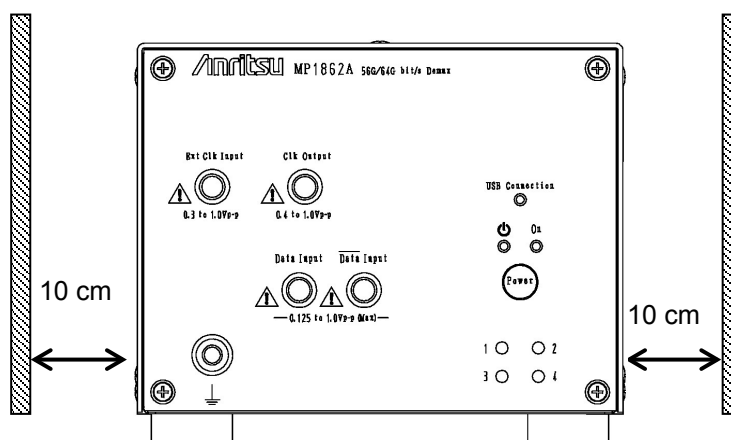 Anritsu MP1862A 56G/64G bit/s Demux
Ext Clk Input Clk Output
0.3 to 1.0Vp-p 0.4 to 1.0Vp-p
USB Connection
On
Data Input Data Input
Power
0.125 to 1.0Vp-p (Max)
10 cm
10 cm
1 2
3 4